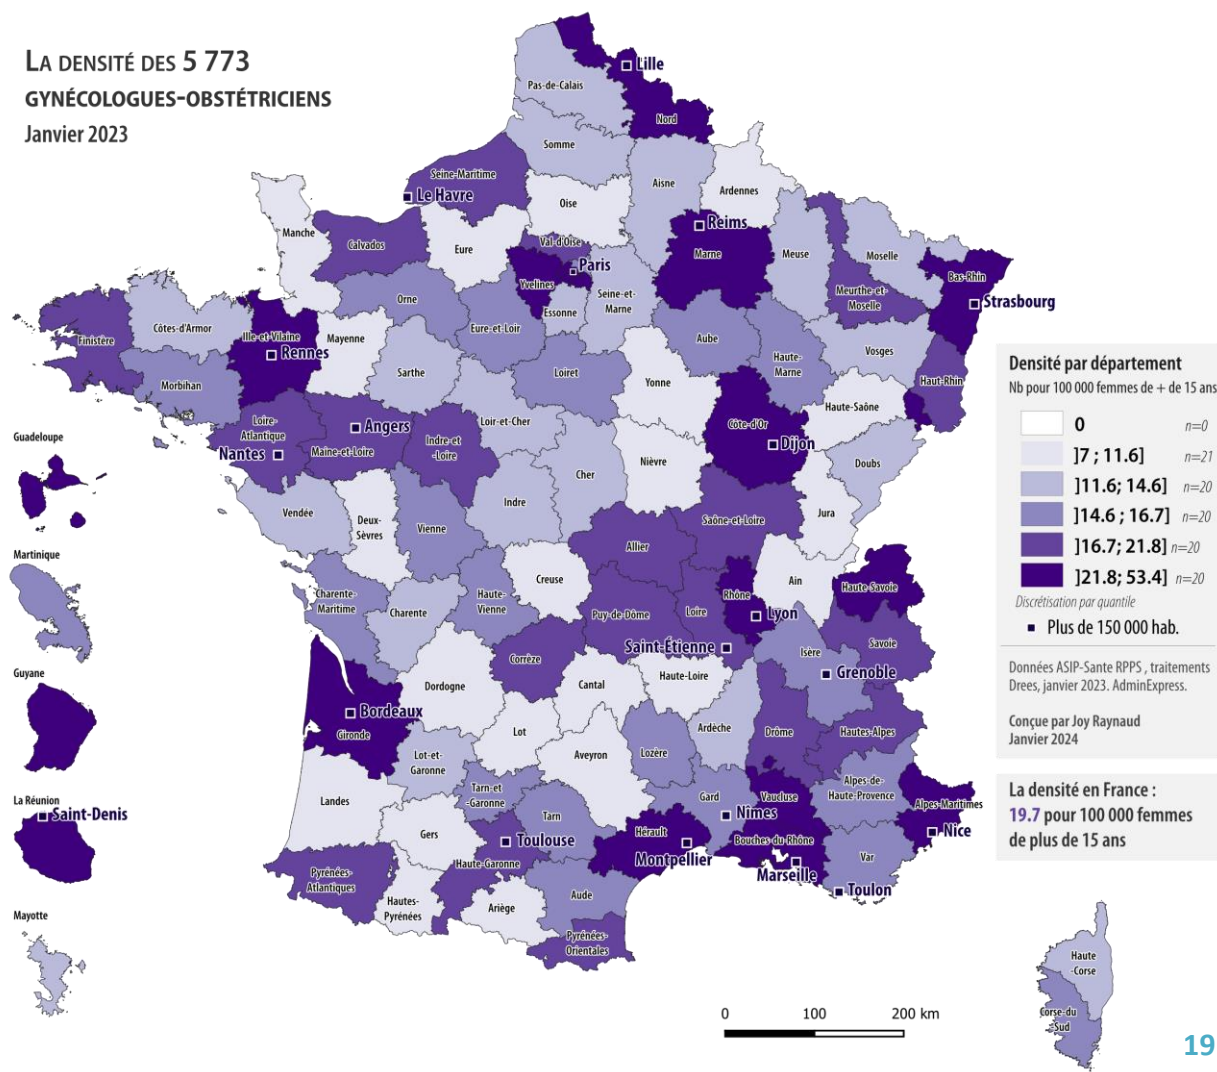 La densité des 5 773
gynécologues-obstétriciens
Janvier 2023
Lille
Pas-de-Calais
Nord
Somme
Seine-Maritime
Le Havre
Aisne
Ardennes
Oise
Reims
Manche
Calvados
Eure
Val-d'Oise
Paris
Marne
Meuse
Moselle
Bas-Rhin
Yvelines
Meurthe-et-
Moselle
Strasbourg
Essonne
Seine-et-
Marne
Orne
Côtes-d'Armor
Finistère
Ille-et-Vilaine
Rennes
Mayenne
Eure-et-Loir
Aube
Haute-
Marne
Vosges
Morbihan
Sarthe
Loiret
Yonne
Haut-Rhin
Haute-Saône
Loire-
Atlantique
Nantes
Angers
Maine-et-Loire
Indre-et
-Loire
Loir-et-Cher
Côte-d'Or
Dijon
Doubs
Cher
Nièvre
Vendée
Deux-
Sèvres
Vienne
Indre
Saône-et-Loire
Jura
Allier
Creuse
Ain
Haute-Savoie
Charente-
Maritime
Charente
Haute-
Vienne
Puy-de-Dôme
Loire
Rhône
Lyon
Saint-Étienne
Isère
Savoie
Grenoble
Corrèze
Dordogne
Cantal
Haute-Loire
Bordeaux
Gironde
Lot
Aveyron
Lozère
Ardèche
Drôme
Hautes-Alpes
Lot-et-
Garonne
Landes
Tarn-et
-Garonne
Tarn
Gard
Nimes
Vaucluse
Alpes-de-
Haute-Provence
Alpes-Maritimes
Nice
Gers
Toulouse
Haute-Garonne
Hérault
Montpellier
Bouches-du-Rhône
Marseille
Var
Toulon
Pyrénées-
Atlantiques
Hautes-
Pyrénées
Ariège
Aude
Pyrénées-
Orientales
Haute
-Corse
Corse-du
-Sud
Guadeloupe
Martinique
Guyane
La Réunion
Saint-Denis
Mayotte
Densité par département
Nb pour 100 000 femmes de + de 15 ans
0 n=0
]7 ; 11.6] n=21
]11.6; 14.6] n=20
]14.6 ; 16.7] n=20
]16.7; 21.8] n=20
]21.8; 53.4] n=20
Discrétisation par quantile
Plus de 150 000 hab.
Données ASIP-Sante RPPS , traitements
Drees, janvier 2023. AdminExpress.
Conçue par Joy Raynaud
Janvier 2024
La densité en France :
19.7 pour 100 000 femmes
de plus de 15 ans
0 100 200 km
19